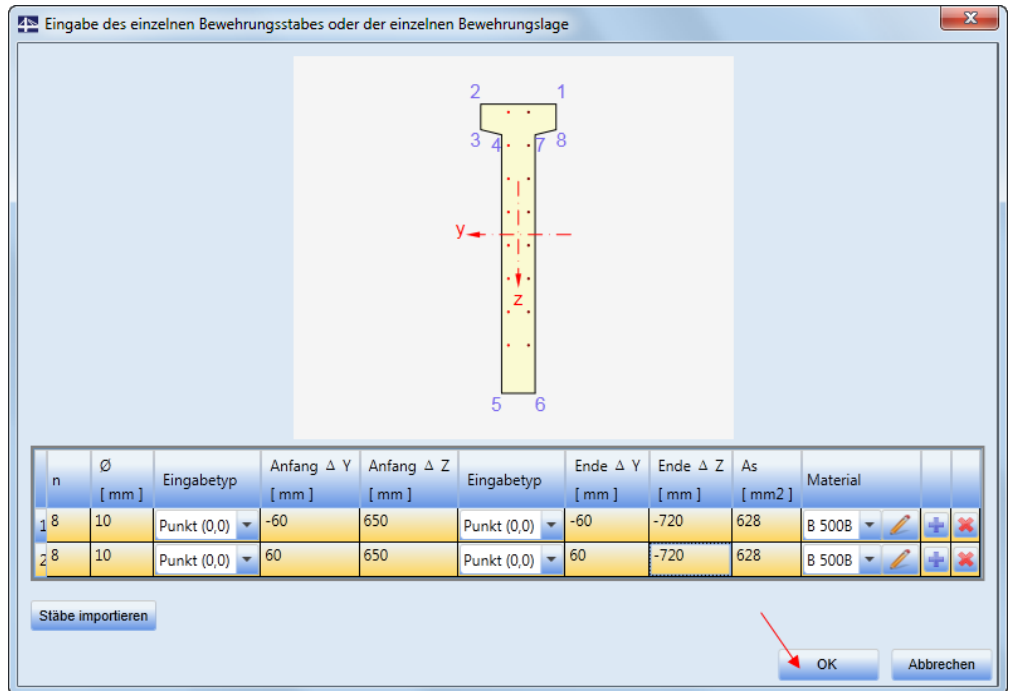 Eingabe des einzelnen Bewehrungsstabes oder der einzelnen Bewehrungslage
x
2 1
3 4 7 8
y
z
5 6
n Ø [ mm ] Eingabetyp Anfang Δ Y [ mm ] Anfang Δ Z [ mm ] Eingabetyp Ende Δ Y [ mm ] Ende Δ Z [ mm ] As [ mm2 ] Material
1 8 10 Punkt (0,0) -60 650 Punkt (0,0) -60 -720 628 B 500B
2 8 10 Punkt (0,0) 60 650 Punkt (0,0) 60 -720 628 B 500B
Stäbe importieren
OK Abbrechen